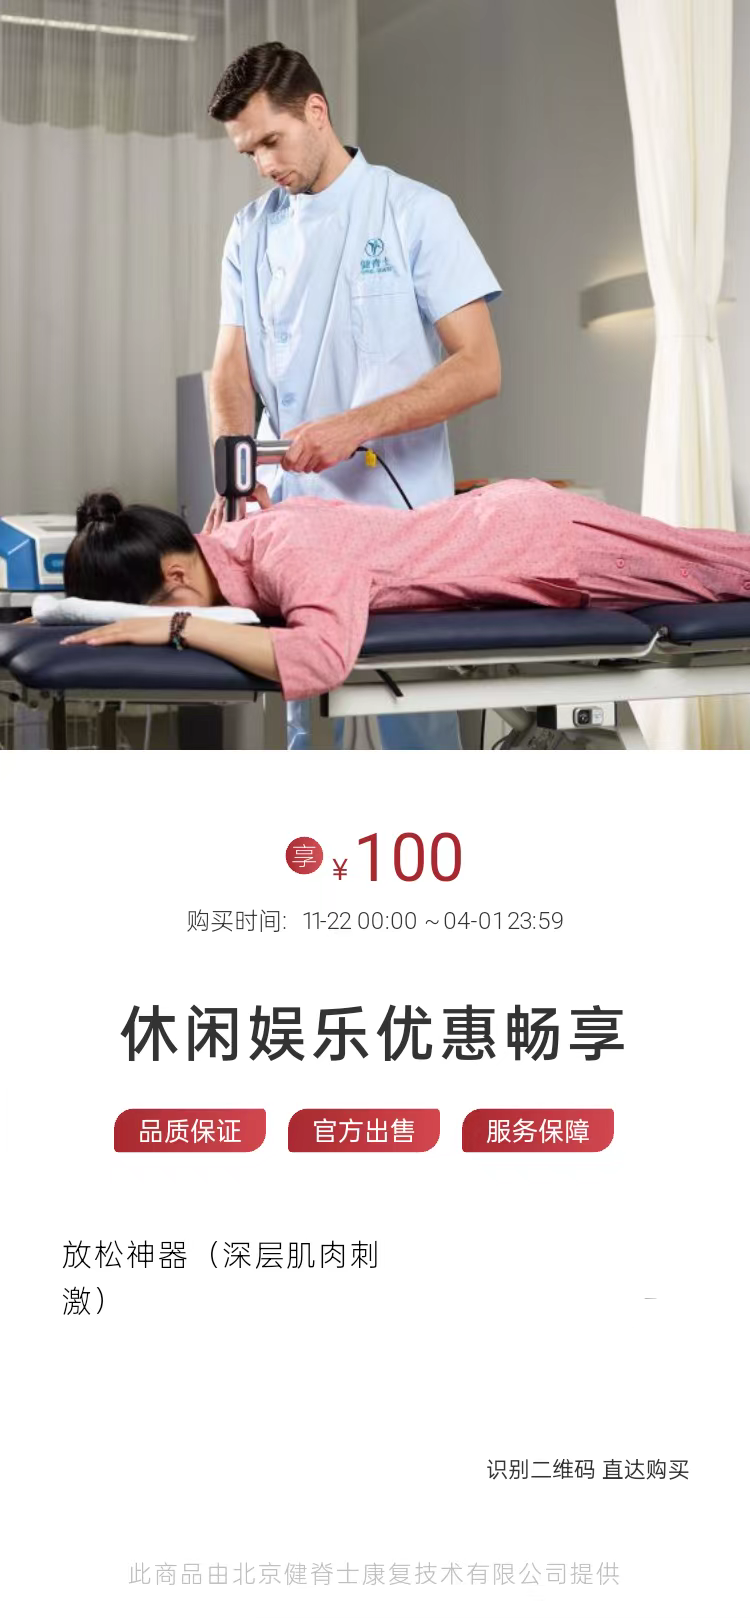 健脊士
享 ¥100
购买时间: 11-22 00:00 ~ 04-01 23:59
休闲娱乐优惠畅享
品质保证 官方出售 服务保障
放松神器（深层肌肉刺
激）
识别二维码 直达购买
此商品由北京健脊士康复技术有限公司提供